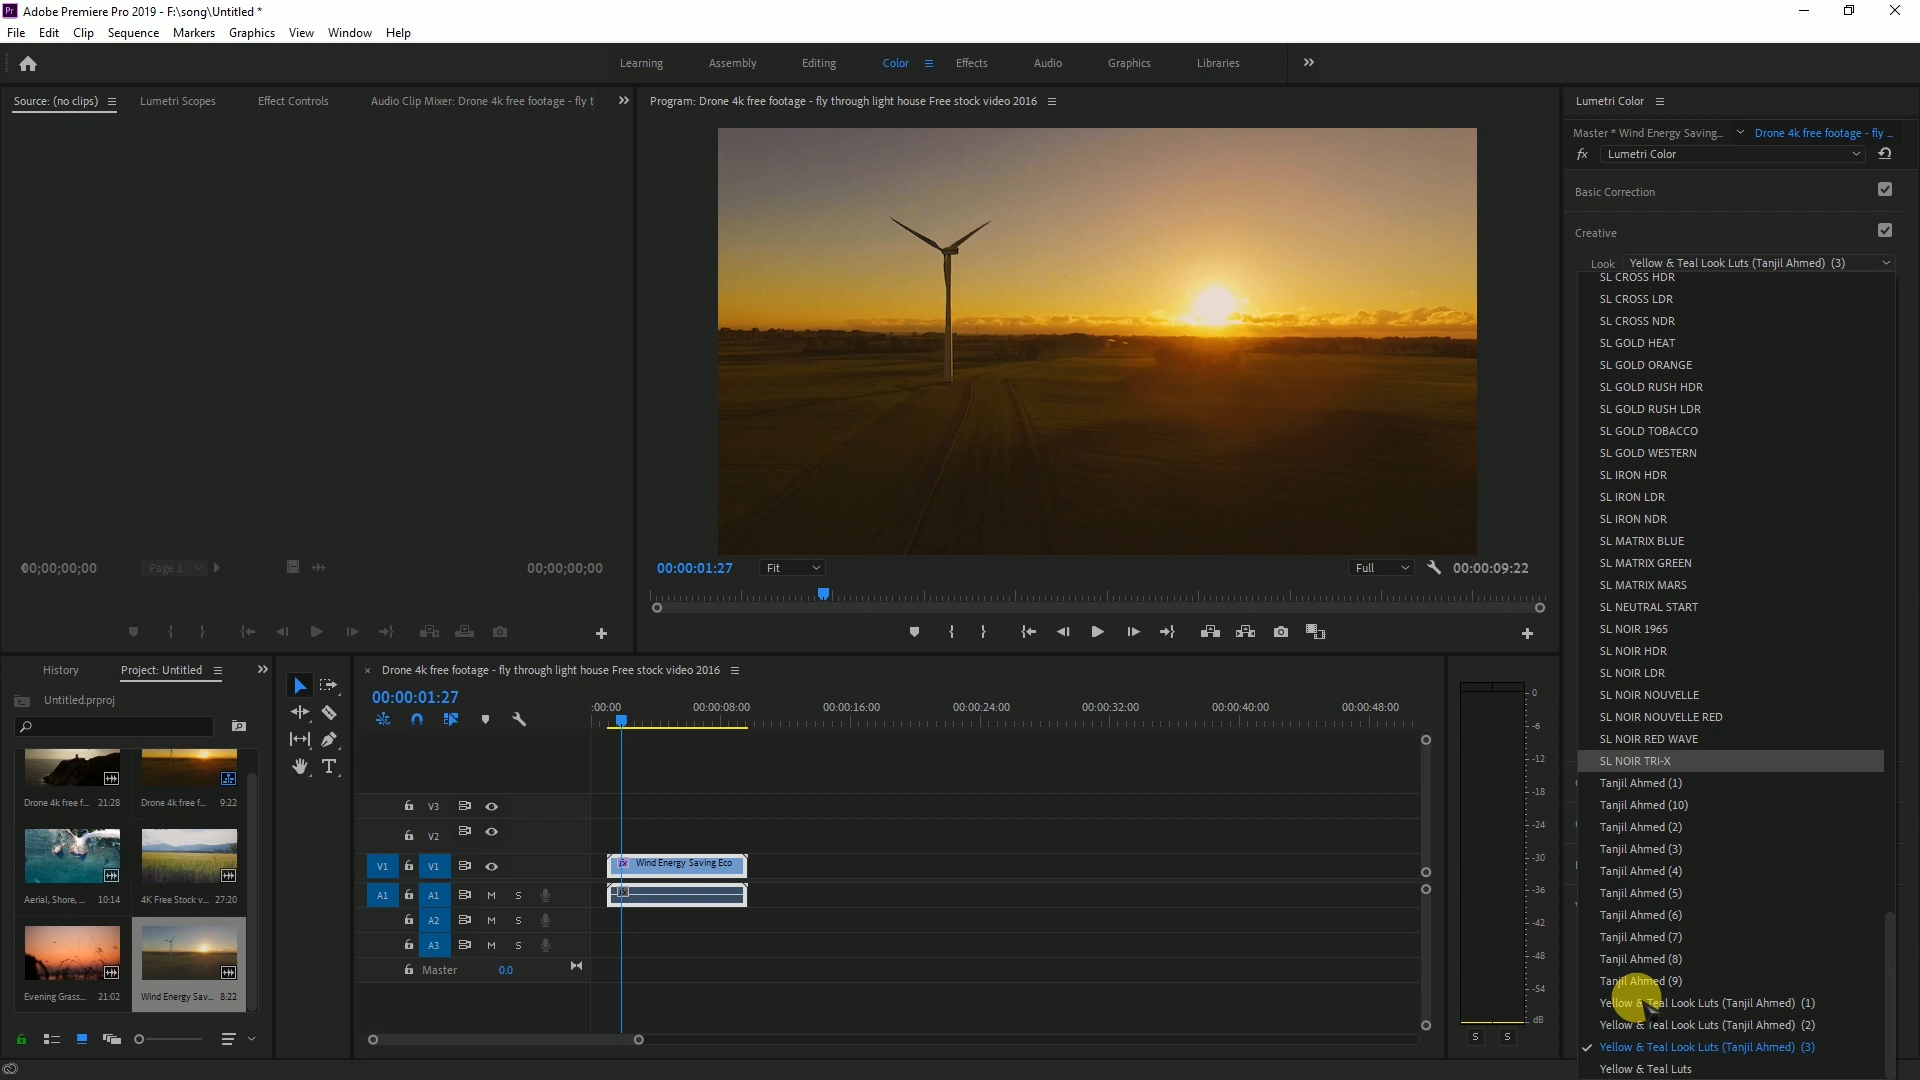 Adobe Premiere Pro 2019 - F:\song\Untitled *
File Edit Clip Sequence Markers Graphics View Window Help
Learning Assembly Editing Color Effects Audio Graphics Libraries
Source: (no clips) Lumetri Scopes Effect Controls Audio Clip Mixer: Drone 4k free footage - fly t
Program: Drone 4k free footage - fly through light house Free stock video 2016
00;00;00;00 Page 1 00;00;00;00
00:00:01:27 Fit Full 00:00:09:22
Lumetri Color
Master * Wind Energy Saving... Drone 4k free footage - fly ...
fx Lumetri Color
Basic Correction
Creative
Look Yellow & Teal Look Luts (Tanjil Ahmed) (3)
SL CROSS HDR
SL CROSS LDR
SL CROSS NDR
SL GOLD HEAT
SL GOLD ORANGE
SL GOLD RUSH HDR
SL GOLD RUSH LDR
SL GOLD TOBACCO
SL GOLD WESTERN
SL IRON HDR
SL IRON LDR
SL IRON NDR
SL MATRIX BLUE
SL MATRIX GREEN
SL MATRIX MARS
SL NEUTRAL START
SL NOIR 1965
SL NOIR HDR
SL NOIR LDR
SL NOIR NOUVELLE
SL NOIR NOUVELLE RED
SL NOIR RED WAVE
SL NOIR TRI-X
Tanjil Ahmed (1)
Tanjil Ahmed (10)
Tanjil Ahmed (2)
Tanjil Ahmed (3)
Tanjil Ahmed (4)
Tanjil Ahmed (5)
Tanjil Ahmed (6)
Tanjil Ahmed (7)
Tanjil Ahmed (8)
Tanjil Ahmed (9)
Yellow & Teal Look Luts (Tanjil Ahmed) (1)
Yellow & Teal Look Luts (Tanjil Ahmed) (2)
Yellow & Teal Look Luts (Tanjil Ahmed) (3)
Yellow & Teal Luts
History Project: Untitled
Untitled.prproj
Drone 4k free f... 21:28 Drone 4k free f... 9:22
Aerial, Shore, ... 10:14 4K Free Stock v... 27:20
Evening Grass... 21:02 Wind Energy Sav... 8:22
Drone 4k free footage - fly through light house Free stock video 2016
00:00:01:27
:00:00 00:00:08:00 00:00:16:00 00:00:24:00 00:00:32:00 00:00:40:00 00:00:48:00
V3
V2
V1 V1 fx Wind Energy Saving Eco
A1 A1 M S fx
A2 M S
A3 M S
Master 0.0
0
-6
-12
-18
-24
-30
-36
-42
-48
-54
dB
S S